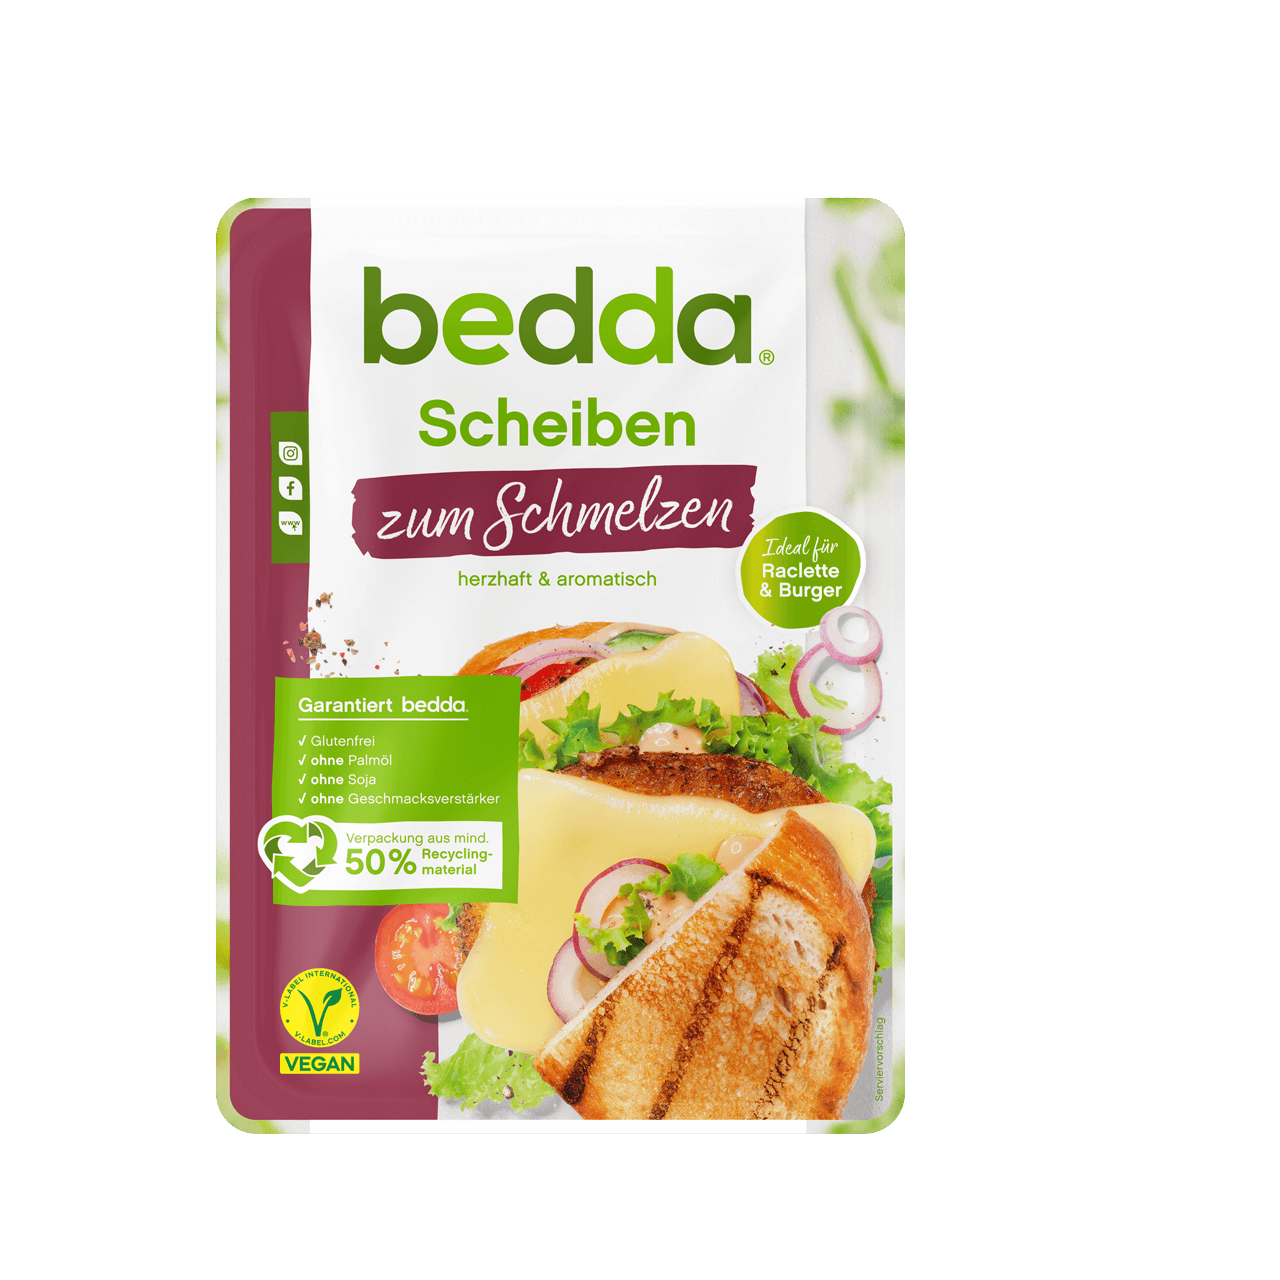 bedda®
Scheiben
zum Schmelzen
herzhaft & aromatisch
Ideal für
Raclette
& Burger
www
Garantiert bedda.
✓ Glutenfrei
✓ ohne Palmöl
✓ ohne Soja
✓ ohne Geschmacksverstärker
Verpackung aus mind.
50% Recycling-
material
V-LABEL INTERNATIONAL
V-LABEL.COM
VEGAN
Serviervorschlag